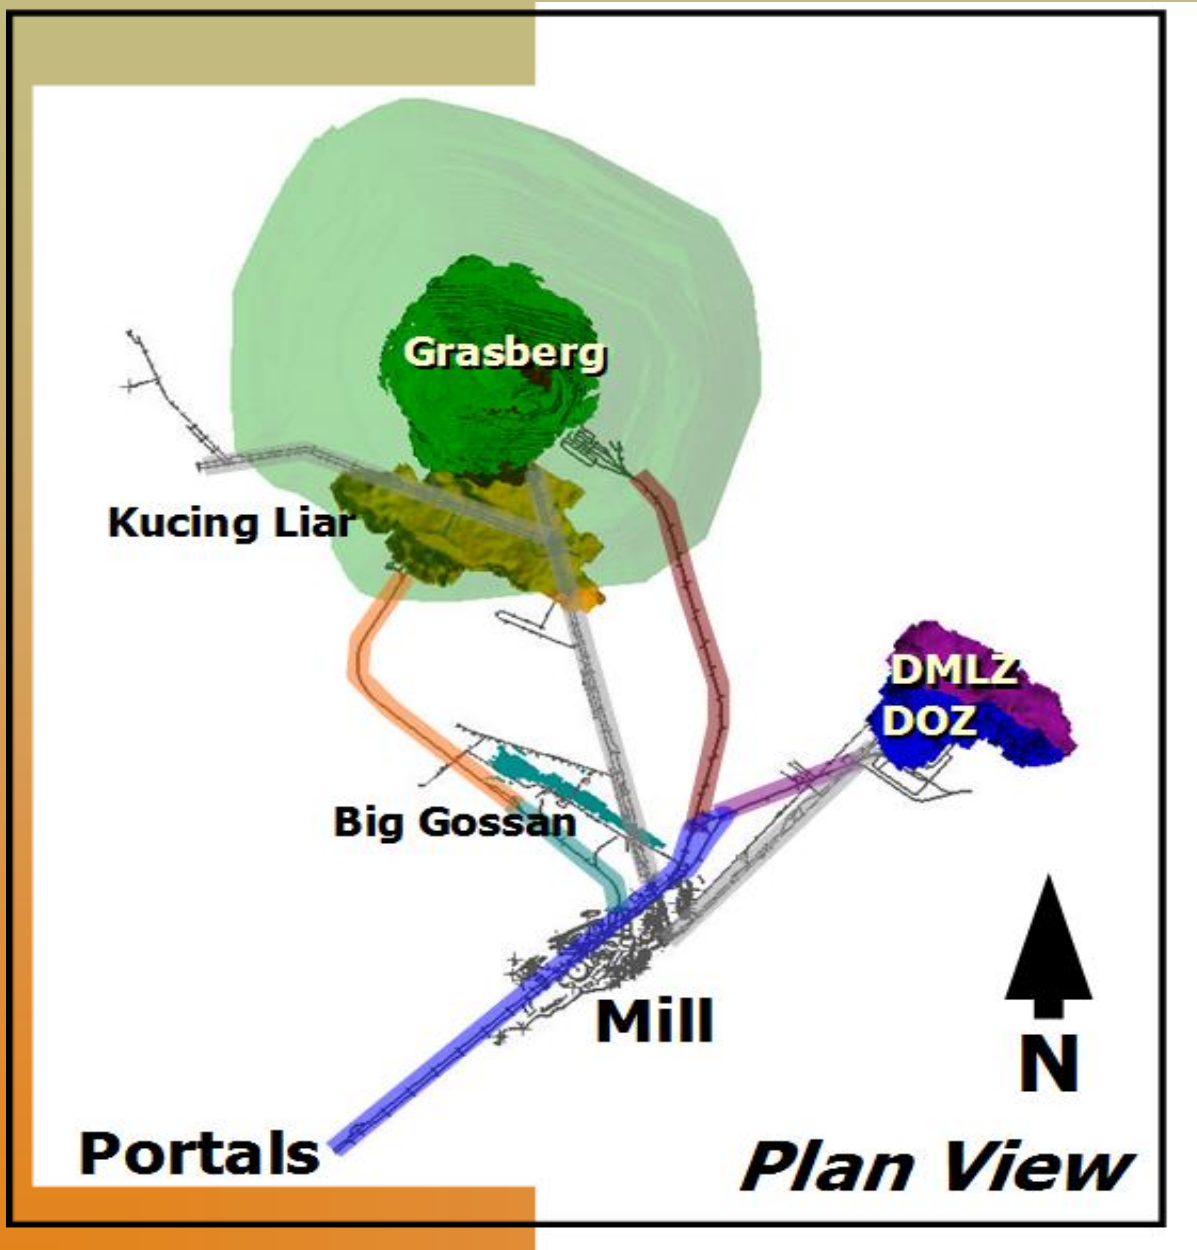 Grasberg
Kucing Liar
DMLZ
DOZ
Big Gossan
Mill
N
Portals
Plan View